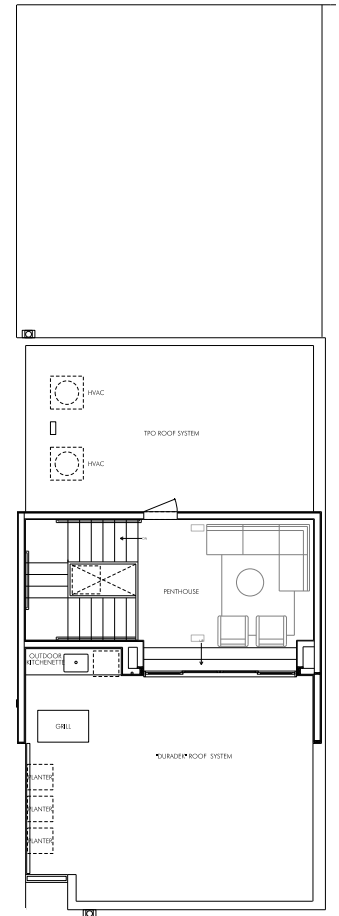 HVAC
TPO ROOF SYSTEM
HVAC
PENTHOUSE
OUTDOOR
KITCHENETTE
GRILL
"DURADEK" ROOF SYSTEM
PLANTER
PLANTER
PLANTER